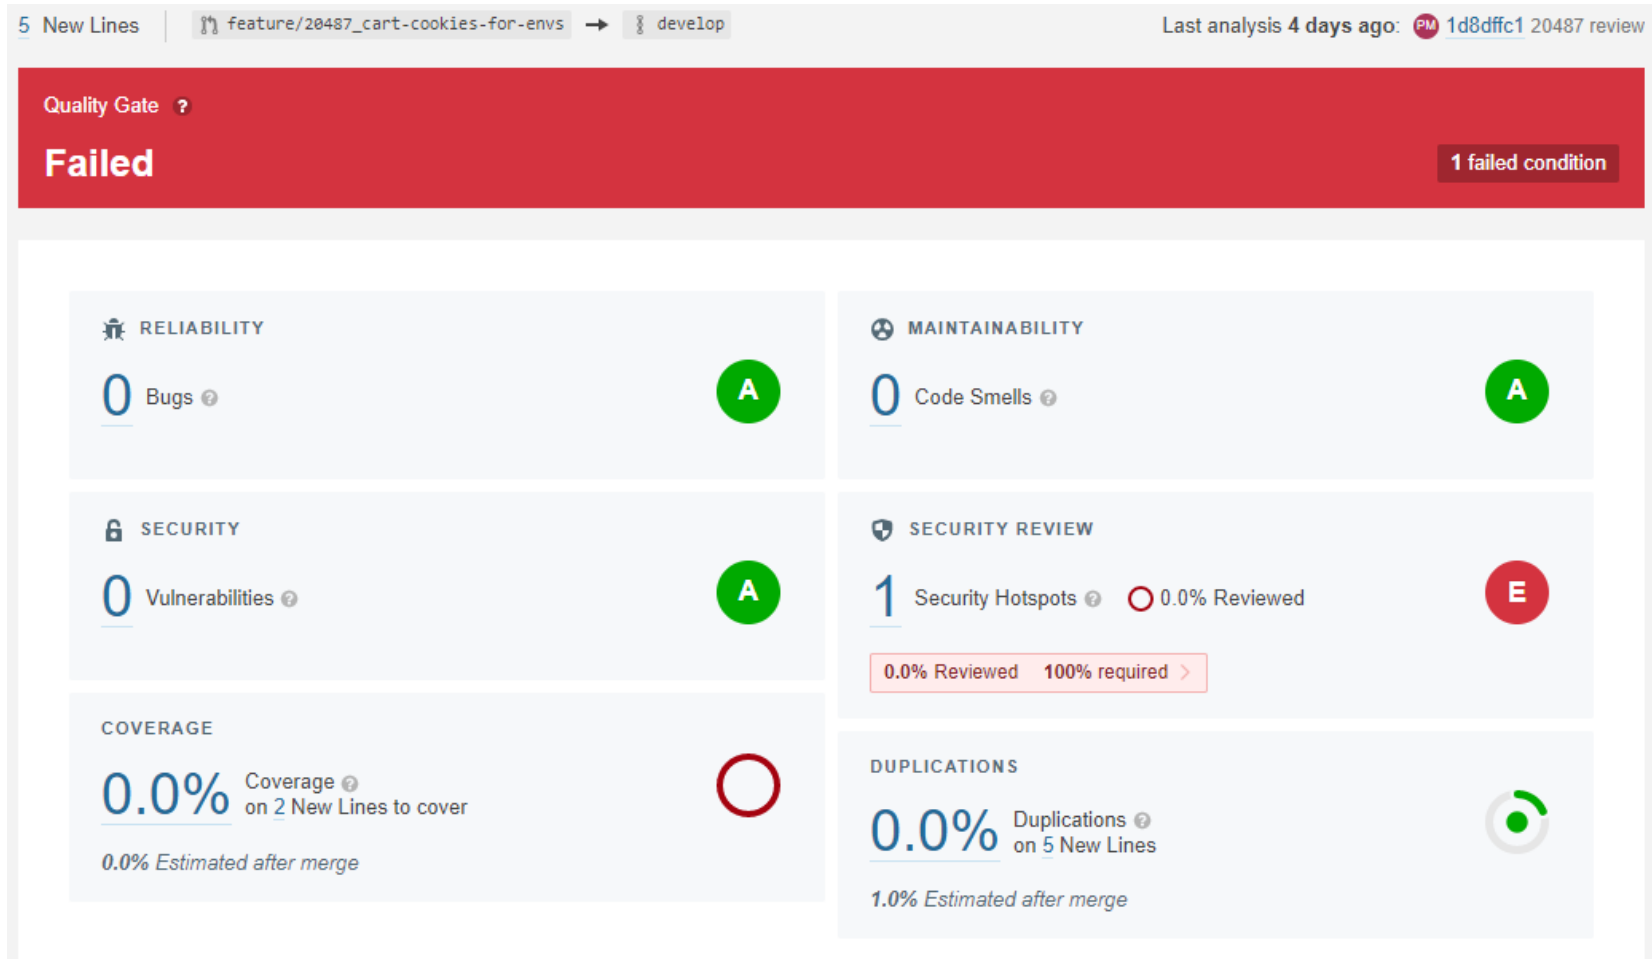 5 New Lines feature/20487_cart-cookies-for-envs → develop Last analysis 4 days ago: PM 1d8dffc1 20487 review
Quality Gate ?
Failed
1 failed condition
RELIABILITY
0 Bugs ?
A
MAINTAINABILITY
0 Code Smells ?
A
SECURITY
0 Vulnerabilities ?
A
SECURITY REVIEW
1 Security Hotspots ? 0.0% Reviewed
E
0.0% Reviewed 100% required >
COVERAGE
0.0% Coverage ?
on 2 New Lines to cover
0.0% Estimated after merge
DUPLICATIONS
0.0% Duplications ?
on 5 New Lines
1.0% Estimated after merge